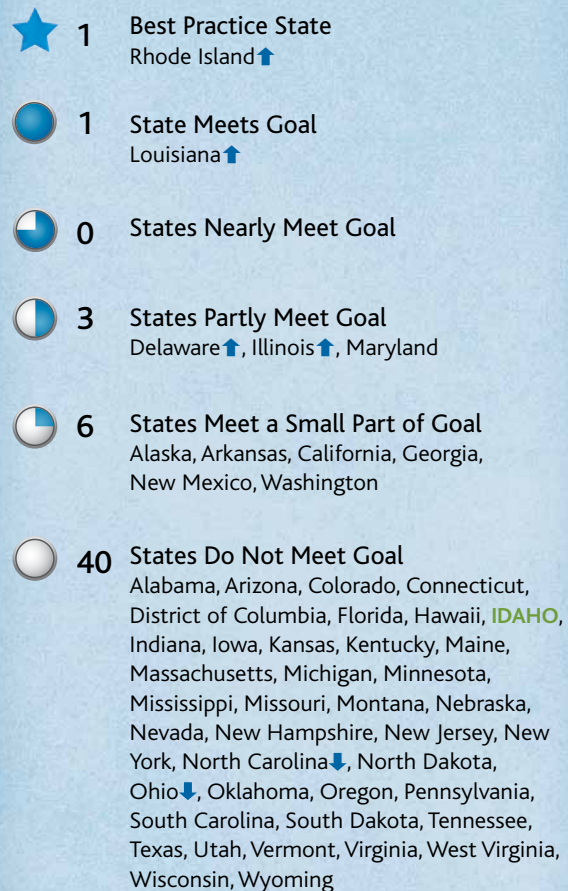 1 Best Practice State
Rhode Island⬆
1 State Meets Goal
Louisiana⬆
0 States Nearly Meet Goal
3 States Partly Meet Goal
Delaware⬆, Illinois⬆, Maryland
6 States Meet a Small Part of Goal
Alaska, Arkansas, California, Georgia,
New Mexico, Washington
40 States Do Not Meet Goal
Alabama, Arizona, Colorado, Connecticut,
District of Columbia, Florida, Hawaii, IDAHO,
Indiana, Iowa, Kansas, Kentucky, Maine,
Massachusetts, Michigan, Minnesota,
Mississippi, Missouri, Montana, Nebraska,
Nevada, New Hampshire, New Jersey, New
York, North Carolina⬇, North Dakota,
Ohio⬇, Oklahoma, Oregon, Pennsylvania,
South Carolina, South Dakota, Tennessee,
Texas, Utah, Vermont, Virginia, West Virginia,
Wisconsin, Wyoming